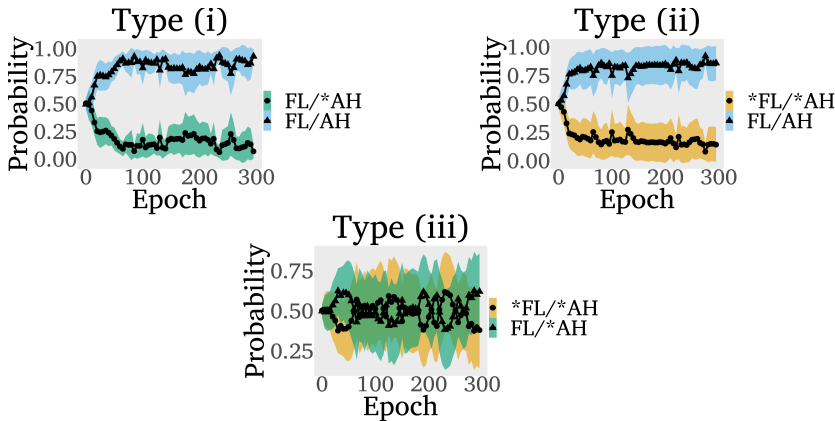 Type (i)
Probability
1.00
0.75
0.50
0.25
0.00
0
100
200
300
Epoch
FL/*AH
FL/AH
Type (ii)
Probability
1.00
0.75
0.50
0.25
0.00
0
100
200
300
Epoch
*FL/*AH
FL/AH
Type (iii)
Probability
0.75
0.50
0.25
0
100
200
300
Epoch
*FL/*AH
FL/*AH